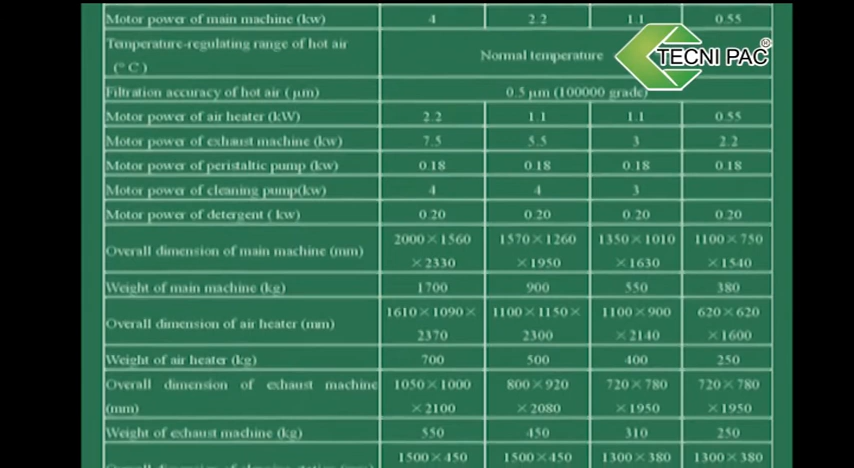 Motor power of main machine (kw) 4 2.2 1.1 0.55
TECNI PAC®
Temperature-regulating range of hot air
(°C) Normal temperature
Filtration accuracy of hot air (μm) 0.5 μm (100000 grade)
Motor power of air heater (kW) 2.2 1.1 1.1 0.55
Motor power of exhaust machine (kw) 7.5 5.5 3 2.2
Motor power of peristaltic pump (kw) 0.18 0.18 0.18 0.18
Motor power of cleaning pump(kw) 4 4 3
Motor power of detergent ( kw) 0.20 0.20 0.20 0.20
Overall dimension of main machine (mm) 2000×1560 1570×1260 1350×1010 1100×750
×2330 ×1950 ×1630 ×1540
Weight of main machine (kg) 1700 900 550 380
Overall dimension of air heater (mm) 1610×1090× 1100×1150× 1100×900 620×620
2370 2300 ×2140 ×1600
Weight of air heater (kg) 700 500 400 250
Overall dimension of exhaust machine 1050×1000 800×920 720×780 720×780
(mm) ×2100 ×2080 ×1950 ×1950
Weight of exhaust machine (kg) 550 450 310 250
1500×450 1500×450 1300×380 1300×380